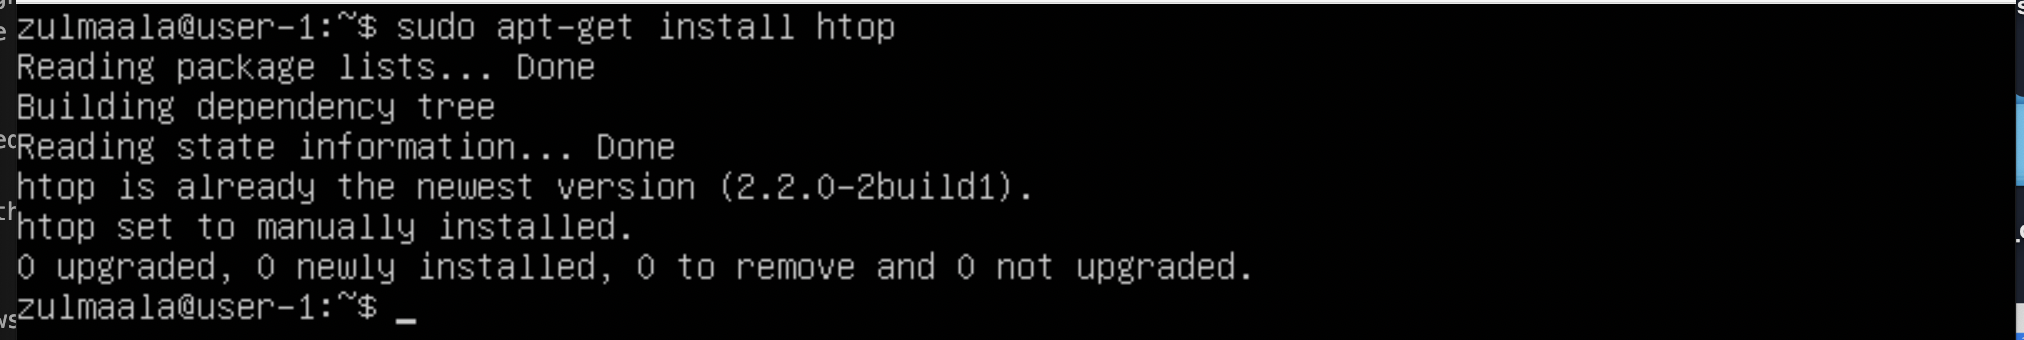 zulmaala@user-1:~$ sudo apt-get install htop
Reading package lists... Done
Building dependency tree
Reading state information... Done
htop is already the newest version (2.2.0-2build1).
htop set to manually installed.
0 upgraded, 0 newly installed, 0 to remove and 0 not upgraded.
zulmaala@user-1:~$ _